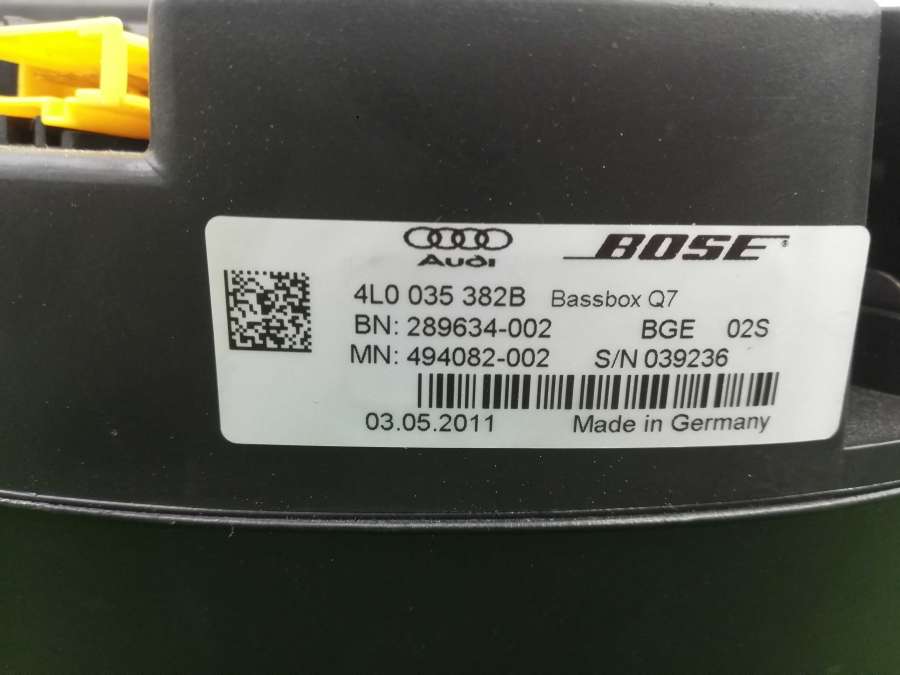 Audi BOSE®
4L0 035 382B Bassbox Q7
BN: 289634-002 BGE 02S
MN: 494082-002 S/N 039236
03.05.2011 Made in Germany